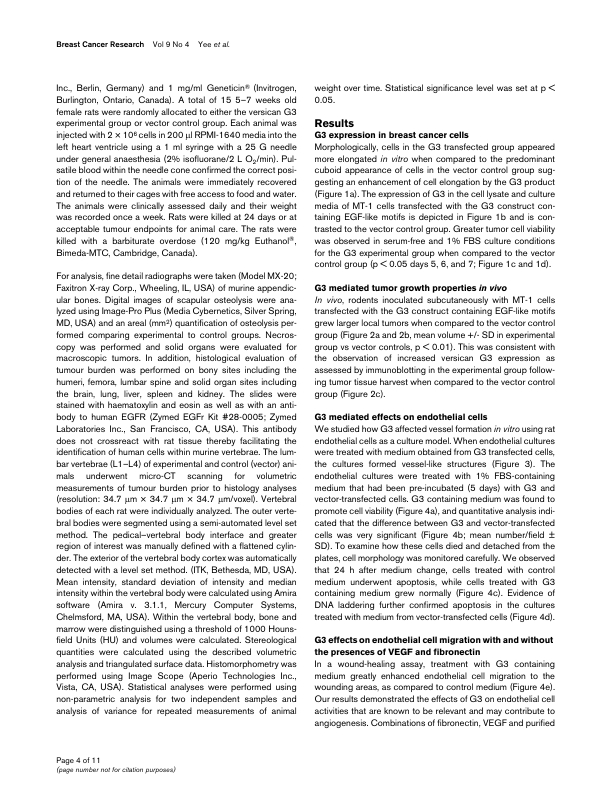 Breast Cancer Research   Vol 9 No 4   Yee et al.
Inc., Berlin, Germany) and 1 mg/ml Geneticin® (Invitrogen,
Burlington, Ontario, Canada). A total of 15 5–7 weeks old
female rats were randomly allocated to either the versican G3
experimental group or vector control group. Each animal was
injected with 2 × 10⁶ cells in 200 μl RPMI-1640 media into the
left heart ventricle using a 1 ml syringe with a 25 G needle
under general anaesthesia (2% isofluorane/2 L O₂/min). Pul-
satile blood within the needle cone confirmed the correct posi-
tion of the needle. The animals were immediately recovered
and returned to their cages with free access to food and water.
The animals were clinically assessed daily and their weight
was recorded once a week. Rats were killed at 24 days or at
acceptable tumour endpoints for animal care. The rats were
killed with a barbiturate overdose (120 mg/kg Euthanol®,
Bimeda-MTC, Cambridge, Canada).
For analysis, fine detail radiographs were taken (Model MX-20;
Faxitron X-ray Corp., Wheeling, IL, USA) of murine appendic-
ular bones. Digital images of scapular osteolysis were ana-
lyzed using Image-Pro Plus (Media Cybernetics, Silver Spring,
MD, USA) and an areal (mm²) quantification of osteolysis per-
formed comparing experimental to control groups. Necros-
copy was performed and solid organs were evaluated for
macroscopic tumors. In addition, histological evaluation of
tumour burden was performed on bony sites including the
humeri, femora, lumbar spine and solid organ sites including
the brain, lung, liver, spleen and kidney. The slides were
stained with haematoxylin and eosin as well as with an anti-
body to human EGFR (Zymed EGFr Kit #28-0005; Zymed
Laboratories Inc., San Francisco, CA, USA). This antibody
does not crossreact with rat tissue thereby facilitating the
identification of human cells within murine vertebrae. The lum-
bar vertebrae (L1–L4) of experimental and control (vector) ani-
mals underwent micro-CT scanning for volumetric
measurements of tumour burden prior to histology analyses
(resolution: 34.7 μm × 34.7 μm × 34.7 μm/voxel). Vertebral
bodies of each rat were individually analyzed. The outer verte-
bral bodies were segmented using a semi-automated level set
method. The pedical–vertebral body interface and greater
region of interest was manually defined with a flattened cylin-
der. The exterior of the vertebral body cortex was automatically
detected with a level set method. (ITK, Bethesda, MD, USA).
Mean intensity, standard deviation of intensity and median
intensity within the vertebral body were calculated using Amira
software (Amira v. 3.1.1, Mercury Computer Systems,
Chelmsford, MA, USA). Within the vertebral body, bone and
marrow were distinguished using a threshold of 1000 Houns-
field Units (HU) and volumes were calculated. Stereological
quantities were calculated using the described volumetric
analysis and triangulated surface data. Histomorphometry was
performed using Image Scope (Aperio Technologies Inc.,
Vista, CA, USA). Statistical analyses were performed using
non-parametric analysis for two independent samples and
analysis of variance for repeated measurements of animal
weight over time. Statistical significance level was set at p <
0.05.
Results
G3 expression in breast cancer cells
Morphologically, cells in the G3 transfected group appeared
more elongated in vitro when compared to the predominant
cuboid appearance of cells in the vector control group sug-
gesting an enhancement of cell elongation by the G3 product
(Figure 1a). The expression of G3 in the cell lysate and culture
media of MT-1 cells transfected with the G3 construct con-
taining EGF-like motifs is depicted in Figure 1b and is con-
trasted to the vector control group. Greater tumor cell viability
was observed in serum-free and 1% FBS culture conditions
for the G3 experimental group when compared to the vector
control group (p < 0.05 days 5, 6, and 7; Figure 1c and 1d).
G3 mediated tumor growth properties in vivo
In vivo, rodents inoculated subcutaneously with MT-1 cells
transfected with the G3 construct containing EGF-like motifs
grew larger local tumors when compared to the vector control
group (Figure 2a and 2b, mean volume +/- SD in experimental
group vs vector controls, p < 0.01). This was consistent with
the observation of increased versican G3 expression as
assessed by immunoblotting in the experimental group follow-
ing tumor tissue harvest when compared to the vector control
group (Figure 2c).
G3 mediated effects on endothelial cells
We studied how G3 affected vessel formation in vitro using rat
endothelial cells as a culture model. When endothelial cultures
were treated with medium obtained from G3 transfected cells,
the cultures formed vessel-like structures (Figure 3). The
endothelial cultures were treated with 1% FBS-containing
medium that had been pre-incubated (5 days) with G3 and
vector-transfected cells. G3 containing medium was found to
promote cell viability (Figure 4a), and quantitative analysis indi-
cated that the difference between G3 and vector-transfected
cells was very significant (Figure 4b; mean number/field ±
SD). To examine how these cells died and detached from the
plates, cell morphology was monitored carefully. We observed
that 24 h after medium change, cells treated with control
medium underwent apoptosis, while cells treated with G3
containing medium grew normally (Figure 4c). Evidence of
DNA laddering further confirmed apoptosis in the cultures
treated with medium from vector-transfected cells (Figure 4d).
G3 effects on endothelial cell migration with and without
the presences of VEGF and fibronectin
In a wound-healing assay, treatment with G3 containing
medium greatly enhanced endothelial cell migration to the
wounding areas, as compared to control medium (Figure 4e).
Our results demonstrated the effects of G3 on endothelial cell
activities that are known to be relevant and may contribute to
angiogenesis. Combinations of fibronectin, VEGF and purified
Page 4 of 11
(page number not for citation purposes)